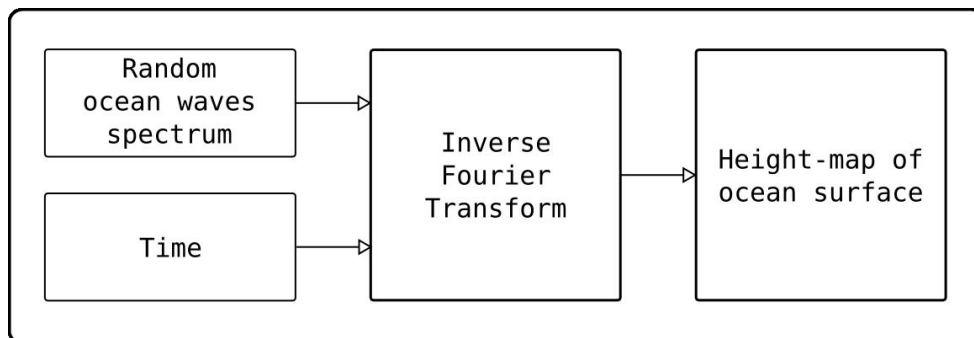 Random
ocean waves
spectrum
Time
Inverse
Fourier
Transform
Height-map of
ocean surface